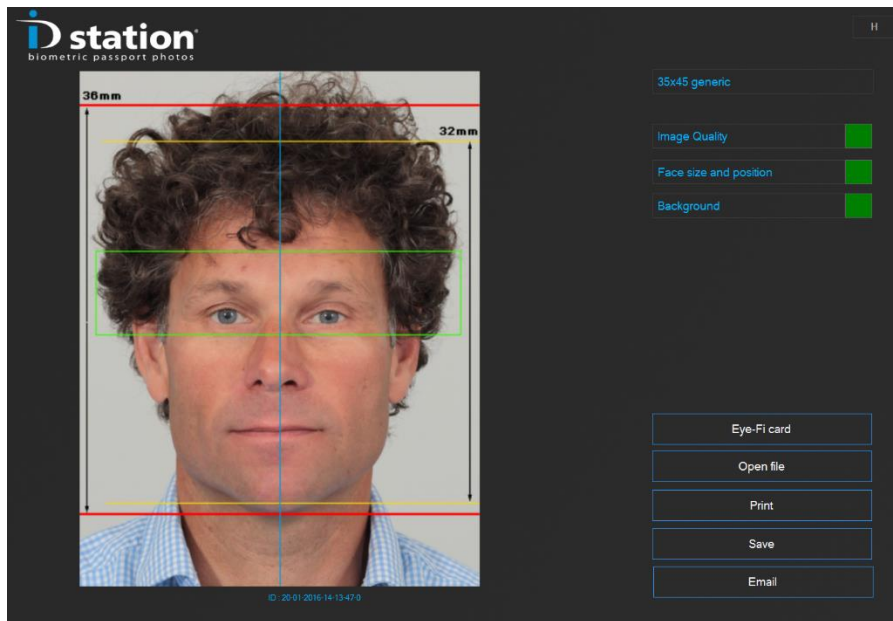 iD station
biometric passport photos
H
36mm
32mm
35x45 generic
Image Quality
Face size and position
Background
Eye-Fi card
Open file
Print
Save
Email
ID : 20-01-2016-14-13-47-0